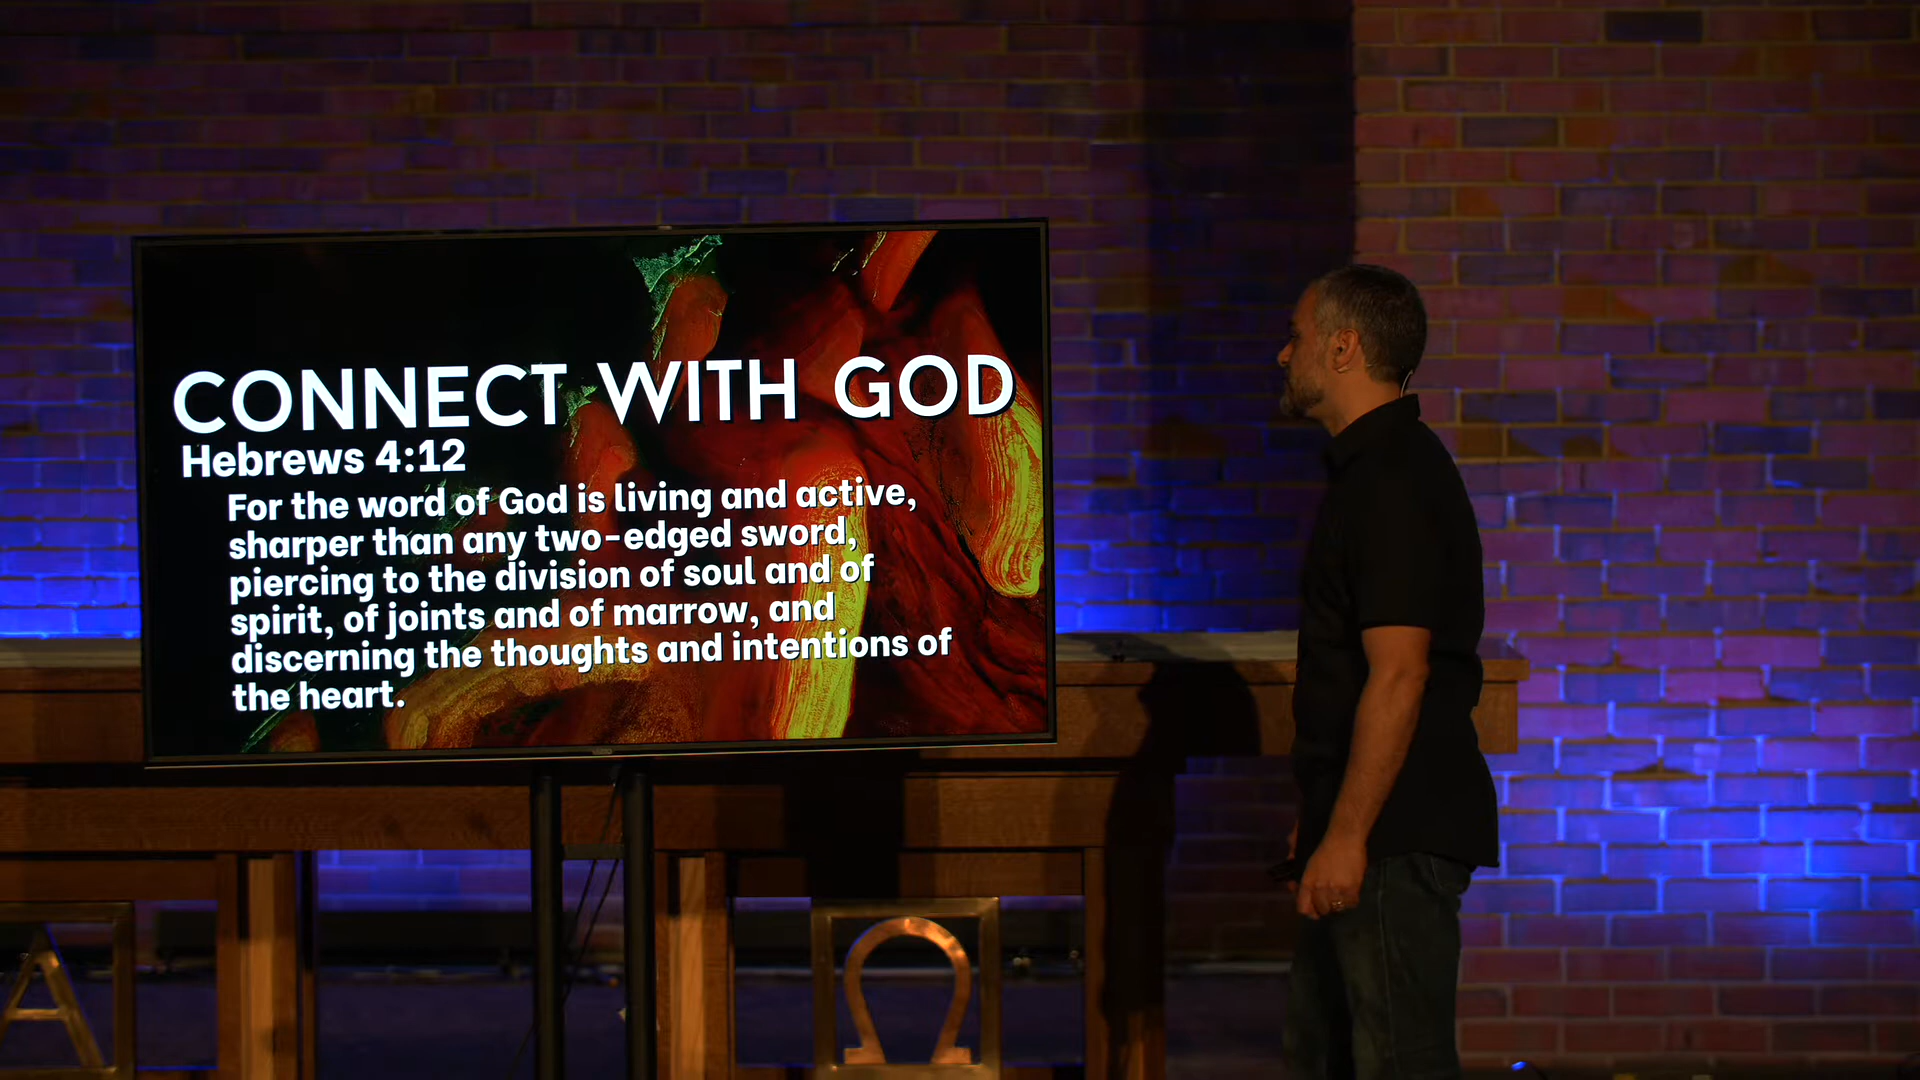 CONNECT WITH GOD
Hebrews 4:12
For the word of God is living and active,
sharper than any two-edged sword,
piercing to the division of soul and of
spirit, of joints and of marrow, and
discerning the thoughts and intentions of
the heart.
Α
Ω